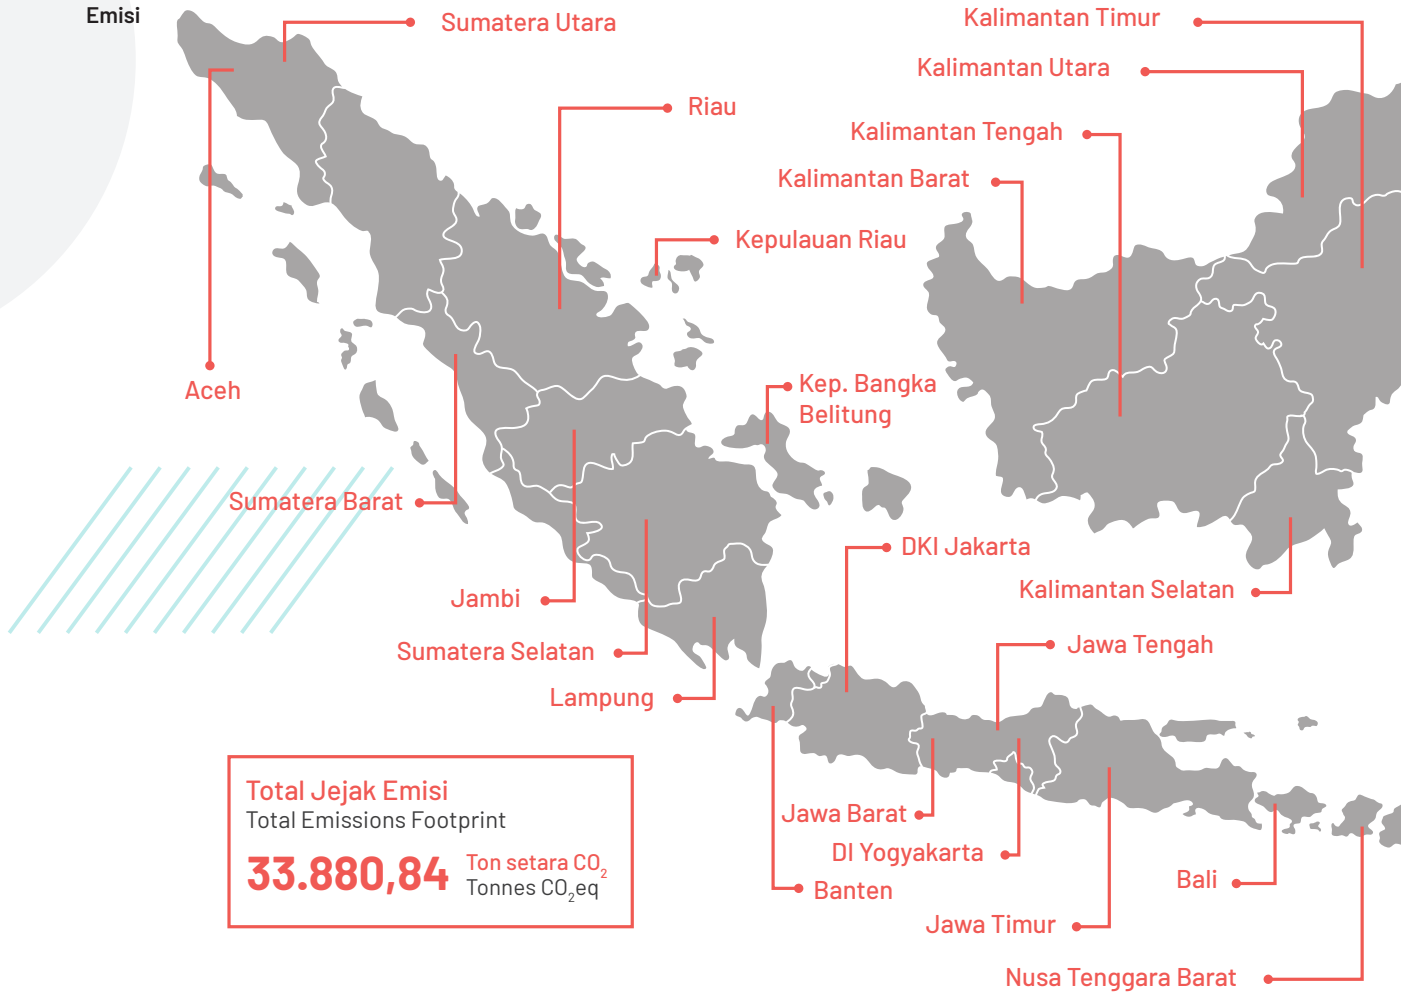 Emisi
Sumatera Utara
Kalimantan Timur
Kalimantan Utara
Riau
Kalimantan Tengah
Kalimantan Barat
Kepulauan Riau
Aceh
Kep. Bangka
Belitung
Sumatera Barat
DKI Jakarta
Jambi
Kalimantan Selatan
Sumatera Selatan
Jawa Tengah
Lampung
Total Jejak Emisi
Total Emissions Footprint
33.880,84
Ton setara CO₂
Tonnes CO₂eq
Jawa Barat
DI Yogyakarta
Banten
Bali
Jawa Timur
Nusa Tenggara Barat